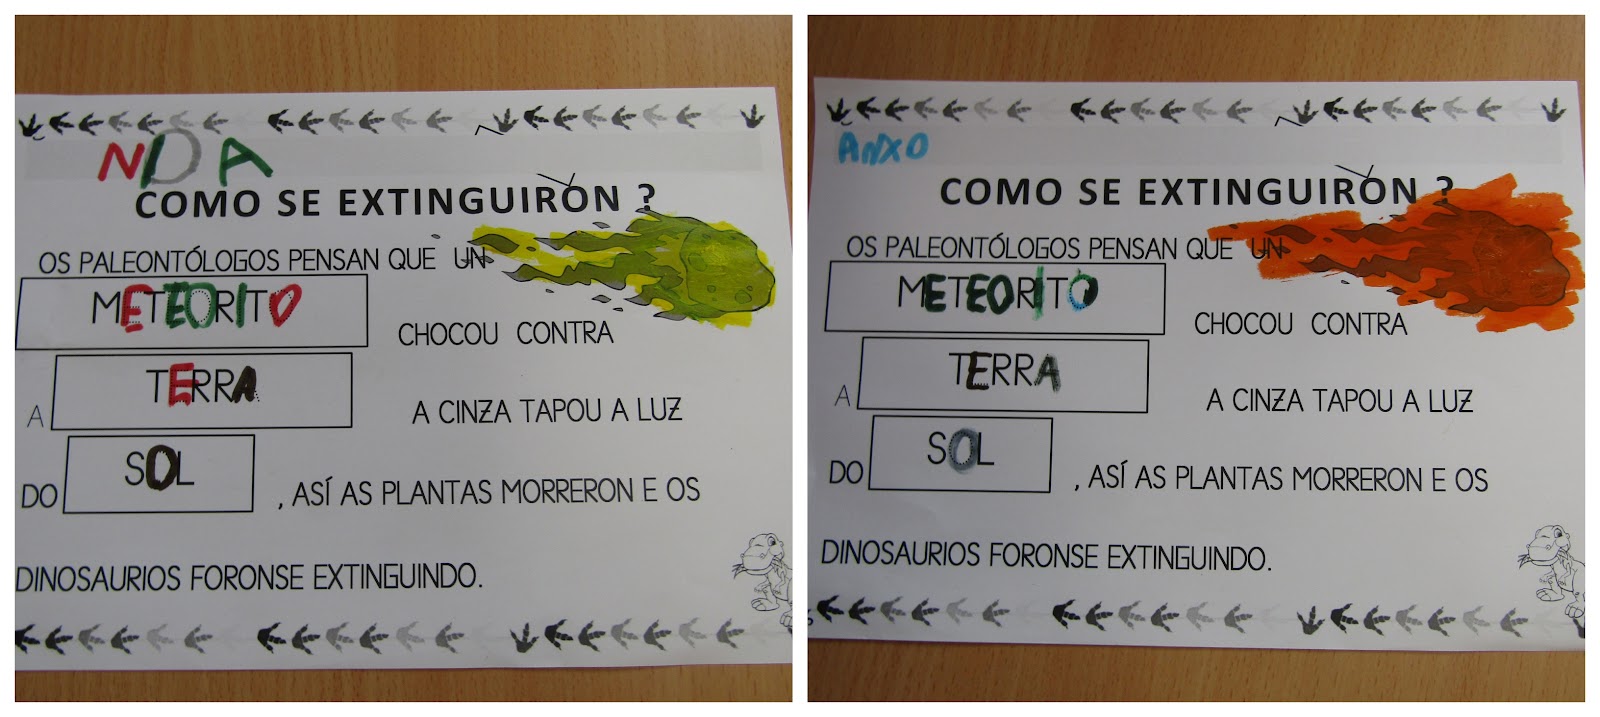 COMO SE EXTINGUIRON ?
OS PALEONTÓLOGOS PENSAN QUE UN
METEORITO CHOCOU CONTRA
A TERRA A CINZA TAPOU A LUZ
DO SOL , ASÍ AS PLANTAS MORRERON E OS
DINOSAURIOS FORONSE EXTINGUINDO.
ANXO
COMO SE EXTINGUIRON ?
OS PALEONTÓLOGOS PENSAN QUE UN
METEORITO CHOCOU CONTRA
A TERRA A CINZA TAPOU A LUZ
DO SOL , ASÍ AS PLANTAS MORRERON E OS
DINOSAURIOS FORONSE EXTINGUINDO.